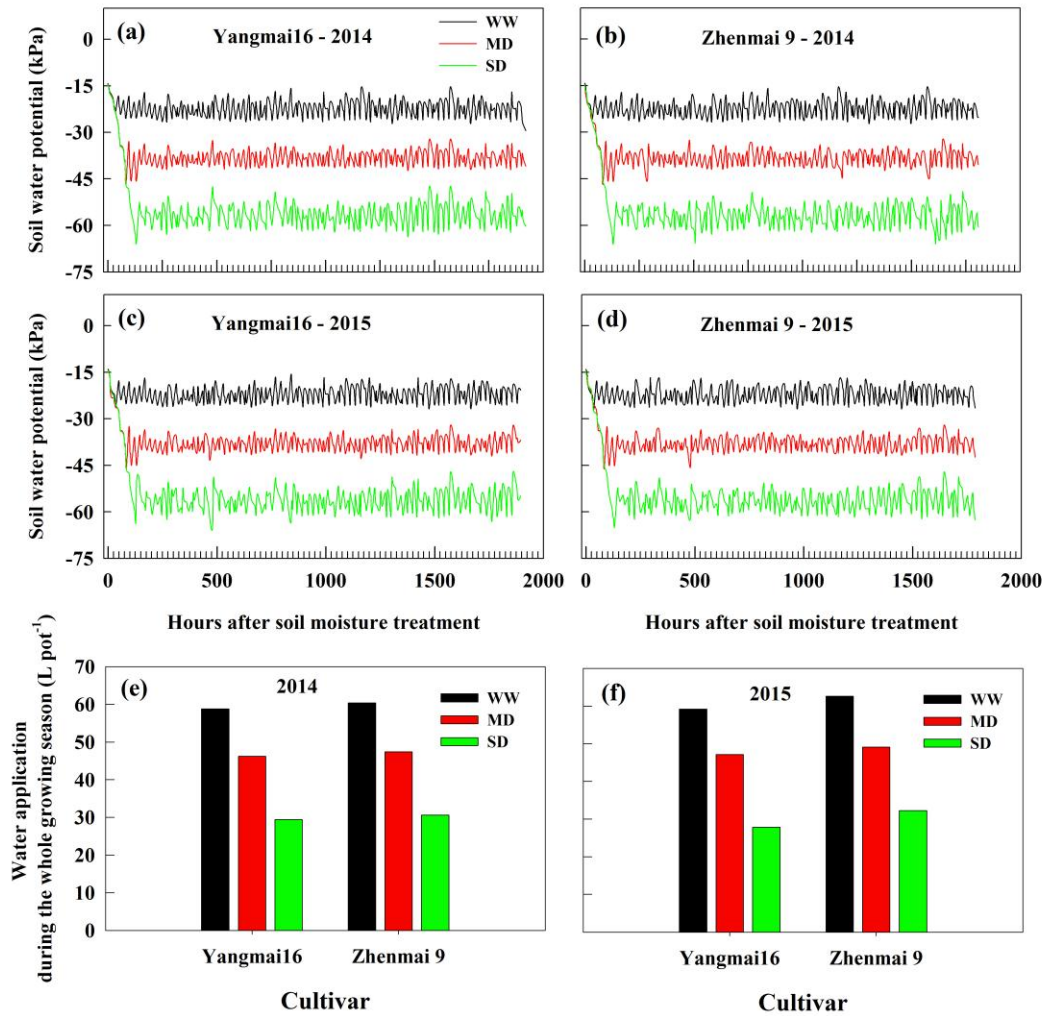 (a)
Yangmai16 - 2014
WW
MD
SD
(b)
Zhenmai 9 - 2014
0
-15
-30
-45
-60
-75
Soil water potential (kPa)
(c)
Yangmai16 - 2015
(d)
Zhenmai 9 - 2015
0
-15
-30
-45
-60
-75
Soil water potential (kPa)
0 500 1000 1500 2000 0 500 1000 1500 2000
Hours after soil moisture treatment
Hours after soil moisture treatment
(e)
2014
WW
MD
SD
(f)
2015
WW
MD
SD
70
60
50
40
30
20
10
0
Water application
during the whole growing season (L pot⁻¹)
Yangmai16 Zhenmai 9
Yangmai16 Zhenmai 9
Cultivar
Cultivar